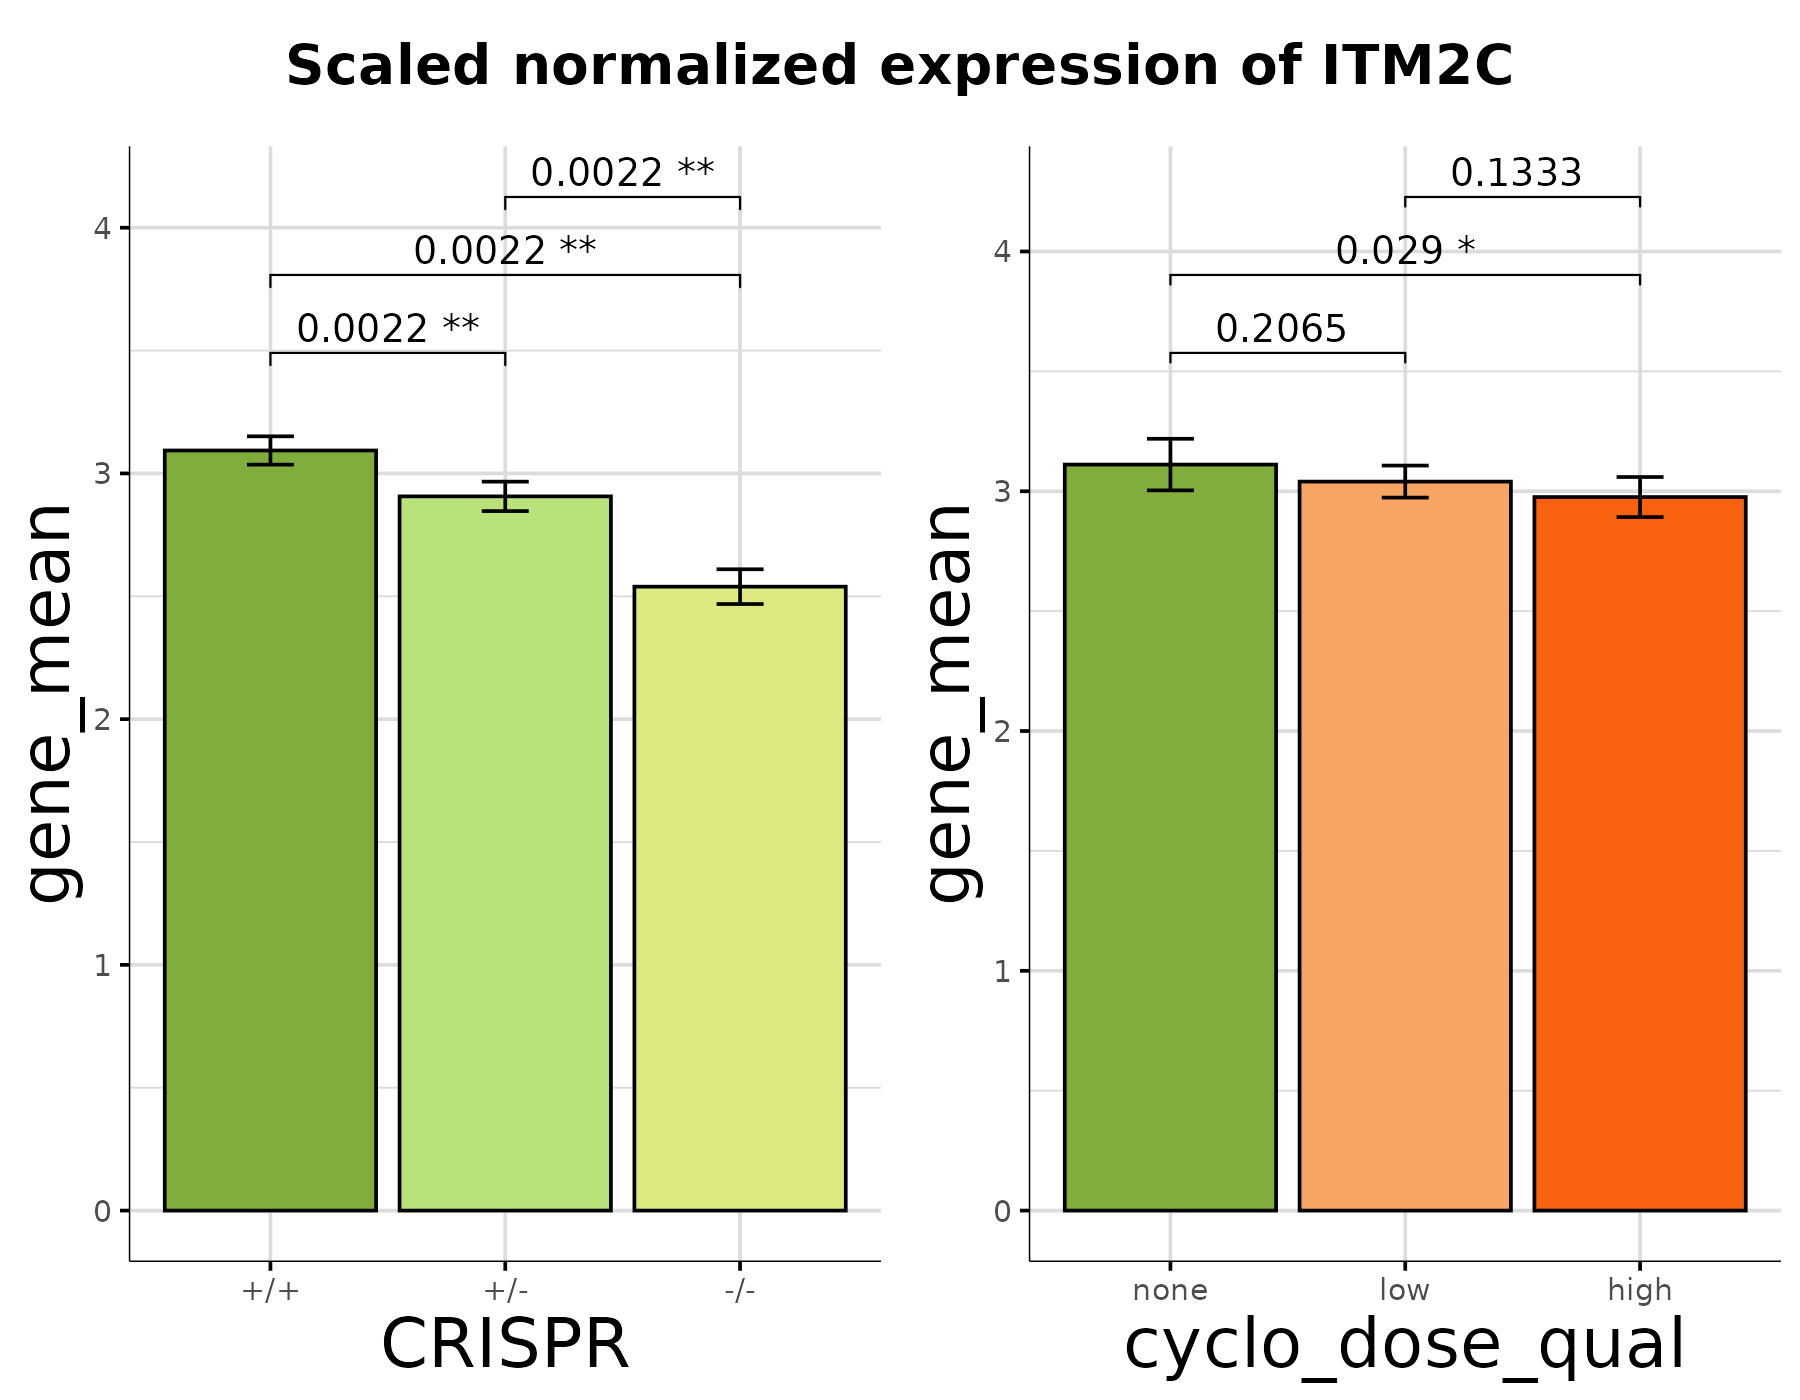 Scaled normalized expression of ITM2C
gene_mean
4
3
2
1
0
0.0022 **
0.0022 **
0.0022 **
+/+ +/- -/-
CRISPR
gene_mean
4
3
2
1
0
0.1333
0.029 *
0.2065
none low high
cyclo_dose_qual